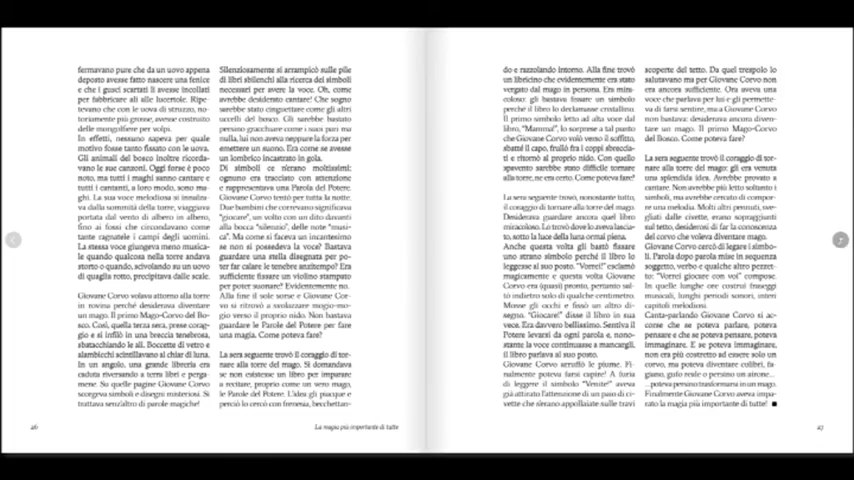 fermavano pure che da un uovo appena
deposto avesse fatto nascere una fenice
e che i gusci scartati li avesse incollati
per fabbricare ali alle lucertole. Ripe-
tevano che con le uova di struzzo, no-
toriamente più grosse, avesse costruito
delle mongolfiere per volpi.
In effetti, nessuno sapeva per quale
motivo fosse tanto fissato con le uova.
Gli animali del bosco inoltre ricorda-
vano le sue canzoni. Oggi forse è poco
noto, ma tutti i maghi sanno cantare e
tutti i cantanti, a loro modo, sono ma-
ghi. La sua voce melodiosa si innalza-
va dalla sommità della torre, viaggiava
portata dal vento di albero in albero,
fino ai fossi che circondavano come
tante ragnatele i campi degli uomini.
La stessa voce giungeva meno musica-
le quando qualcosa nella torre andava
storto o quando, scivolando su un uovo
di quaglia rotto, precipitava dalle scale.
Giovane Corvo volava attorno alla torre
in rovina perché desiderava diventare
un mago. Il primo Mago-Corvo del Bo-
sco. Così, quella terza sera, prese corag-
gio e si infilò in una breccia tenebrosa,
sbatacchiando le ali. Boccette di vetro e
alambicchi scintillavano al chiar di luna.
In un angolo, una grande libreria era
caduta riversando a terra libri e perga-
mene. Su quelle pagine Giovane Corvo
scorgeva simboli e disegni misteriosi. Si
trattava senz'altro di parole magiche!
Silenziosamente si arrampicò sulle pile
di libri sbilenchi alla ricerca dei simboli
necessari per avere la voce. Oh, come
avrebbe desiderato cantare! Che sogno
sarebbe stato cinguettare come gli altri
uccelli del bosco. Gli sarebbe bastato
persino gracchiare come i suoi pari ma
nulla, lui non aveva neppure la forza per
emettere un suono. Era come se avesse
un lombrico incastrato in gola.
Di simboli ce n'erano moltissimi:
ognuno era tracciato con attenzione
e rappresentava una Parola del Potere.
Giovane Corvo tentò per tutta la notte.
Due bambini che correvano significava
"giocare", un volto con un dito davanti
alla bocca "silenzio", delle note "musi-
ca". Ma come si faceva un incantesimo
se non si possedeva la voce? Bastava
guardare una stella disegnata per po-
ter far calare le tenebre anzitempo? Era
sufficiente fissare un violino stampato
per poter suonare? Evidentemente no.
Alla fine il sole sorse e Giovane Cor-
vo si ritrovò a svolazzare mogio-mo-
gio verso il proprio nido. Non bastava
guardare le Parole del Potere per fare
una magia. Come poteva fare?
La sera seguente trovò il coraggio di tor-
nare alla torre del mago. Si domandava
se non esistesse un libro per imparare
a recitare, proprio come un vero mago,
le Parole del Potere. L'idea gli piacque e
perciò lo cercò con frenesia, becchettan-
26
La magia più importante di tutte
do e razzolando intorno. Alla fine trovò
un libricino che evidentemente era stato
vergato dal mago in persona. Era mira-
coloso: gli bastava fissare un simbolo
perché il libro lo declamasse cristallino.
Il primo simbolo letto ad alta voce dal
libro, "Mamma!", lo sorprese a tal punto
che Giovane Corvo volò verso il soffitto,
sbatté il capo, frullò fra i coppi sbreccia-
ti e ritornò al proprio nido. Con quello
spavento sarebbe stato difficile tornare
alla torre, ne era certo. Come poteva fare?
La sera seguente trovò, nonostante tutto,
il coraggio di tornare alla torre del mago.
Desiderava guardare ancor quel libro
miracoloso. Lo trovò dove lo aveva lascia-
to, sotto la luce della luna ormai piena.
Anche questa volta gli bastò fissare
uno strano simbolo perché il libro lo
leggesse al suo posto. "Vorrei!" esclamò
magicamente e questa volta Giovane
Corvo era (quasi) pronto, pertanto sal-
tò indietro solo di qualche centimetro.
Mosse gli occhi e fissò un altro di-
segno. "Giocare!" disse il libro in sua
vece. Era davvero bellissimo. Sentiva il
Potere levarsi da ogni parola e, nono-
stante la voce continuasse a mancargli,
il libro parlava al suo posto.
Giovane Corvo arruffò le piume. Fi-
nalmente poteva farsi capire! A furia
di leggere il simbolo "Venite!" aveva
già attirato l'attenzione di un paio di ci-
vette che s'erano appollaiate sulle travi
scoperte del tetto. Da quel trespolo lo
salutavano ma per Giovane Corvo non
era ancora sufficiente. Ora aveva una
voce che parlava per lui e gli permette-
va di farsi sentire, ma a Giovane Corvo
non bastava: desiderava ancora diven-
tare un mago. Il primo Mago-Corvo
del Bosco. Come poteva fare?
La sera seguente trovò il coraggio di tor-
nare alla torre del mago: gli era venuta
una splendida idea. Avrebbe provato a
cantare. Non avrebbe più letto soltanto i
simboli, ma avrebbe cercato di compor-
re una melodia. Molti altri pennuti, sve-
gliati dalle civette, erano sopraggiunti
sul tetto, desiderosi di far la conoscenza
del corvo che voleva diventare mago.
Giovane Corvo cercò di legare i simbo-
li. Parola dopo parola mise in sequenza
soggetto, verbo e qualche altro pezzet-
to: "Vorrei giocare con voi" compose.
In quelle lunghe ore costruì fraseggi
musicali, lunghi periodi sonori, interi
capitoli melodiosi.
Canta-parlando Giovane Corvo si ac-
corse che se poteva parlare, poteva
pensare e che se poteva pensare, poteva
immaginare. E se poteva immaginare,
non era più costretto ad essere solo un
corvo, ma poteva diventare colibrì, fa-
giano, gufo reale o persino un airone...
...poteva persino trasformarsi in un mago.
Finalmente Giovane Corvo aveva impa-
rato la magia più importante di tutte!
27